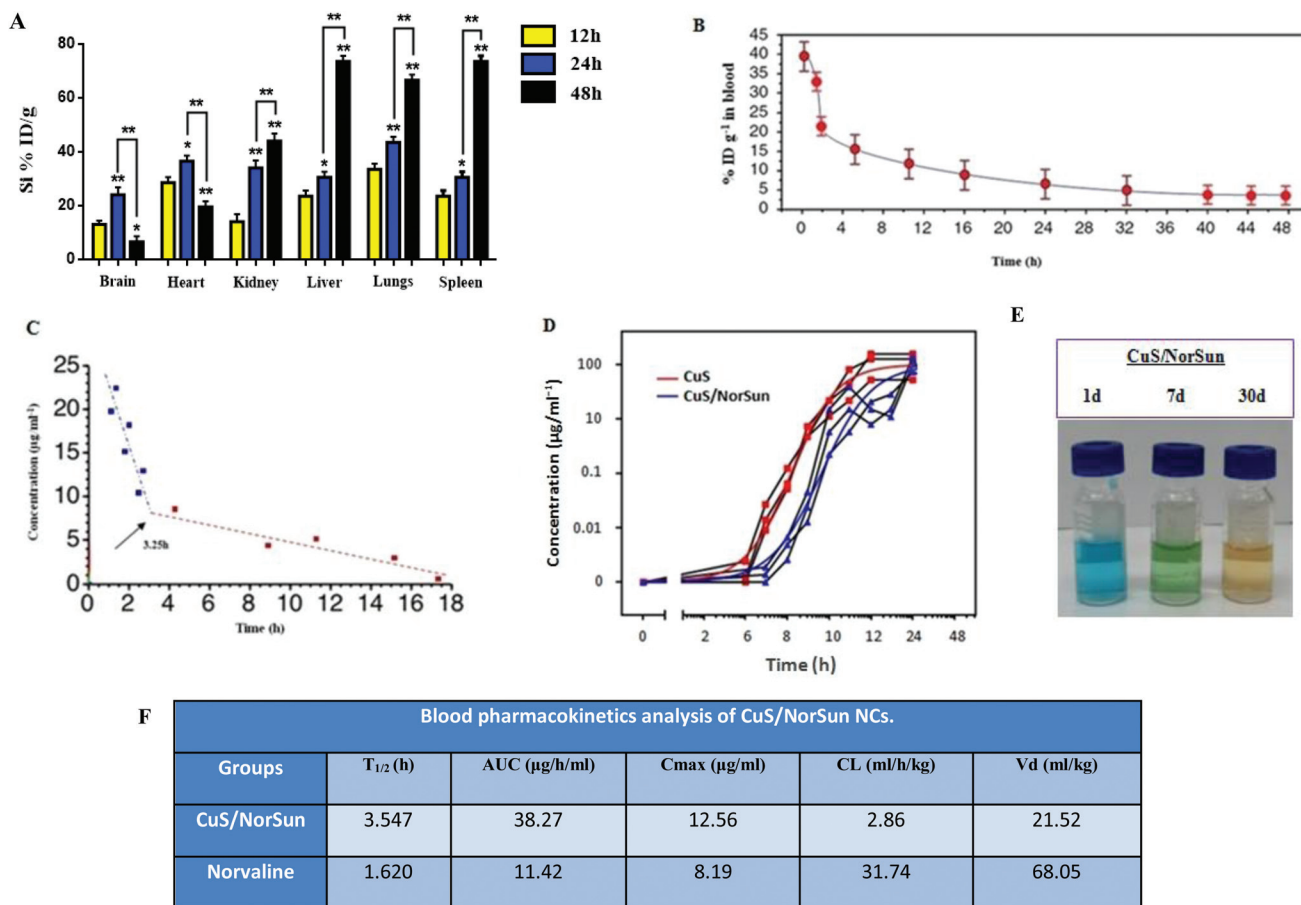 A
Si % ID/g
80
60
40
20
0
** ** ** ** ** **
** ** * * ** ** ** ** * ** ** ** * **
Brain Heart Kidney Liver Lungs Spleen
12h
24h
48h
B
% ID g⁻¹ in blood
45
40
35
30
25
20
15
10
5
0
0 4 8 12 16 20 24 28 32 36 40 44 48
Time (h)
C
Concentration (µg/ml⁻¹)
25
20
15
10
5
0
3.25h
0 2 4 6 8 10 12 14 16 18
Time (h)
D
Concentration (µg/ml⁻¹)
100
10
0.1
0.01
0
CuS
CuS/NorSun
0 2 6 8 10 12 24 48
Time (h)
E
CuS/NorSun
1d 7d 30d
F
Blood pharmacokinetics analysis of CuS/NorSun NCs.
Groups T1/2 (h) AUC (µg/h/ml) Cmax (µg/ml) CL (ml/h/kg) Vd (ml/kg)
CuS/NorSun 3.547 38.27 12.56 2.86 21.52
Norvaline 1.620 11.42 8.19 31.74 68.05